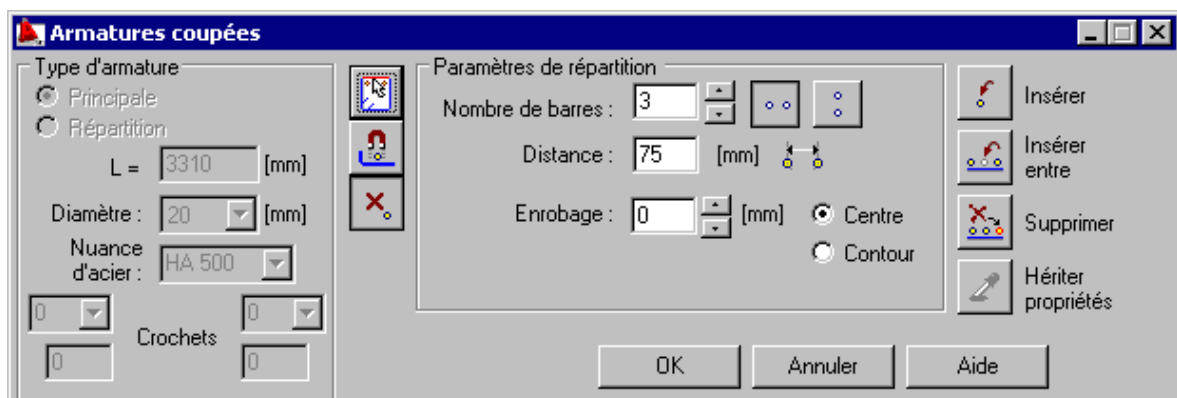 Armatures coupées
Type d'armature
Principale
Répartition
L = 3310 [mm]
Diamètre : 20 [mm]
Nuance
d'acier : HA 500
0 0
Crochets
0 0
Paramètres de répartition
Nombre de barres : 3
Distance : 75 [mm]
Enrobage : 0 [mm]
Centre
Contour
Insérer
Insérer
entre
Supprimer
Hériter
propriétés
OK Annuler Aide